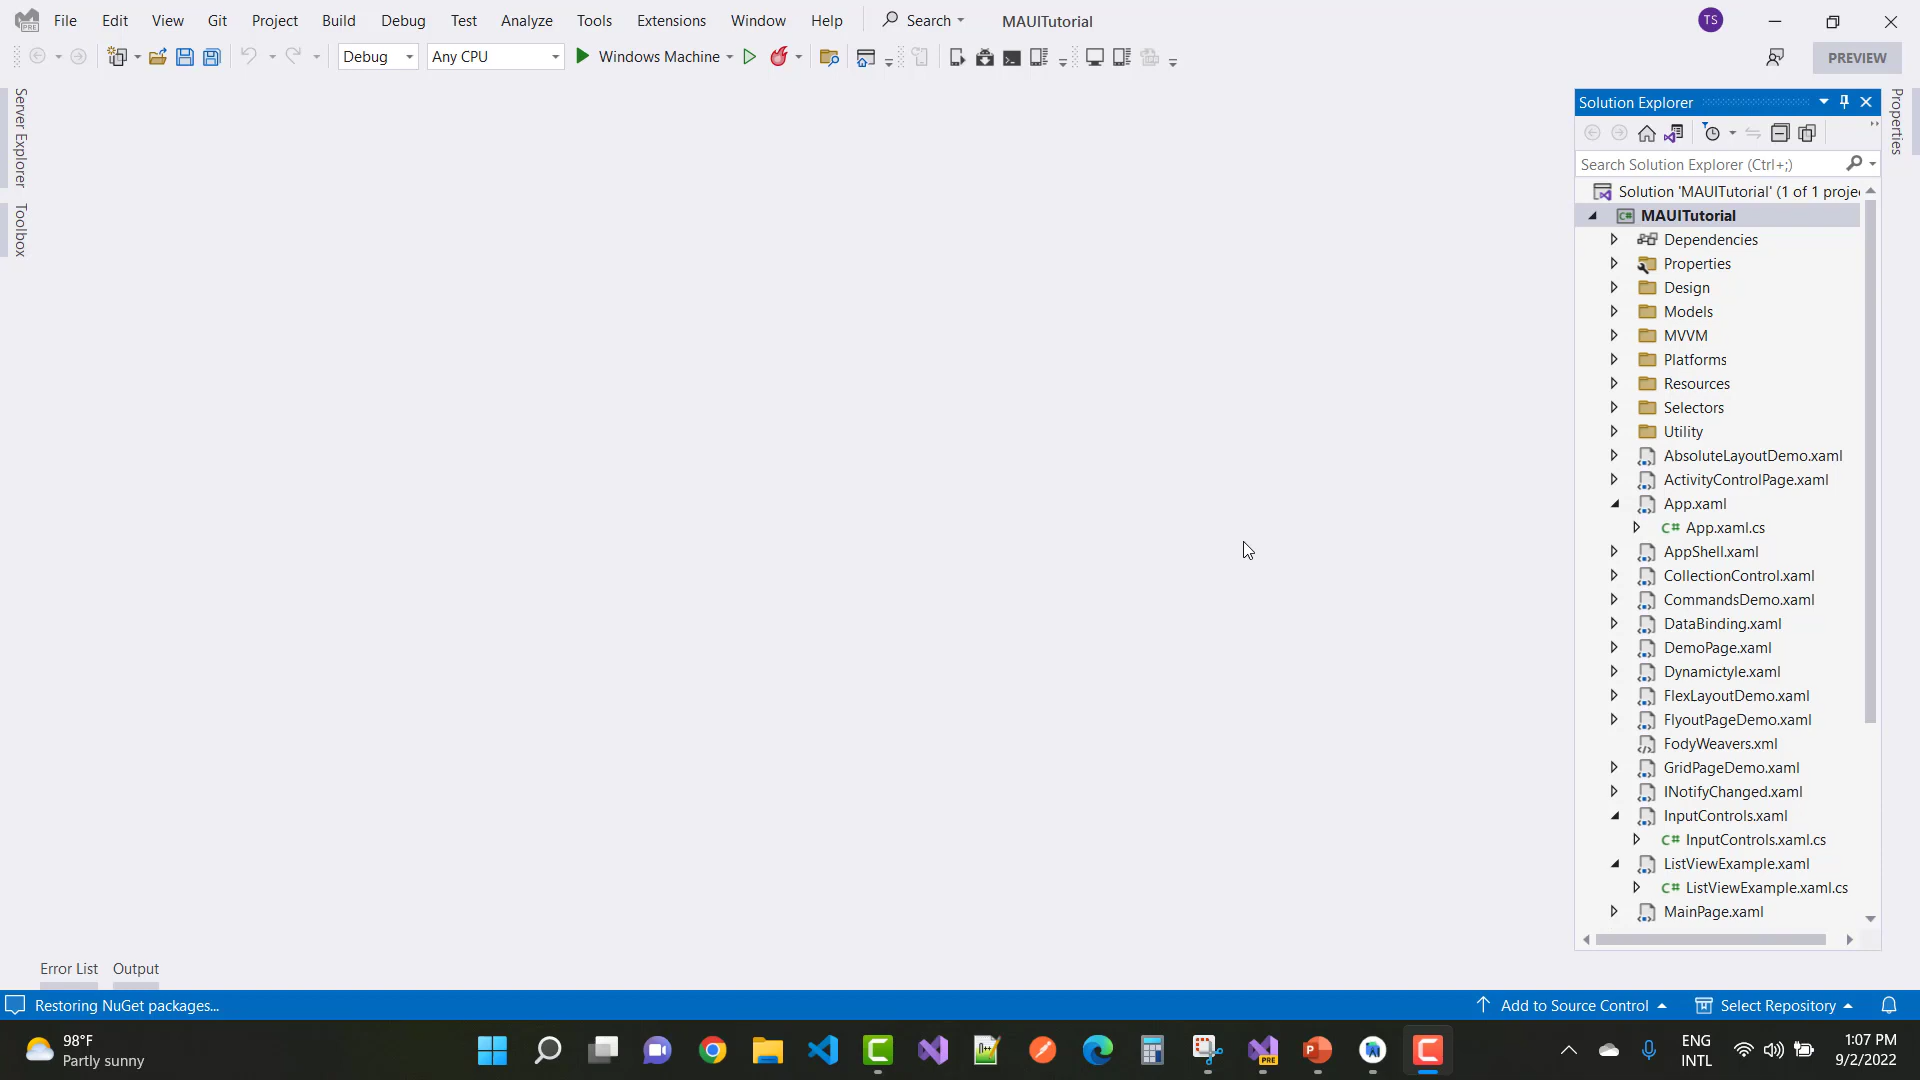 File Edit View Git Project Build Debug Test Analyze Tools Extensions Window Help Search MAUITutorial TS
Debug Any CPU Windows Machine PREVIEW
Server Explorer
Toolbox
Solution Explorer
Properties
Search Solution Explorer (Ctrl+;)
Solution 'MAUITutorial' (1 of 1 proje
C# MAUITutorial
Dependencies
Properties
Design
Models
MVVM
Platforms
Resources
Selectors
Utility
AbsoluteLayoutDemo.xaml
ActivityControlPage.xaml
App.xaml
C# App.xaml.cs
AppShell.xaml
CollectionControl.xaml
CommandsDemo.xaml
DataBinding.xaml
DemoPage.xaml
Dynamictyle.xaml
FlexLayoutDemo.xaml
FlyoutPageDemo.xaml
FodyWeavers.xml
GridPageDemo.xaml
INotifyChanged.xaml
InputControls.xaml
C# InputControls.xaml.cs
ListViewExample.xaml
C# ListViewExample.xaml.cs
MainPage.xaml
Error List Output
Restoring NuGet packages... Add to Source Control Select Repository
98°F
Partly sunny
PRE
ENG
INTL
1:07 PM
9/2/2022